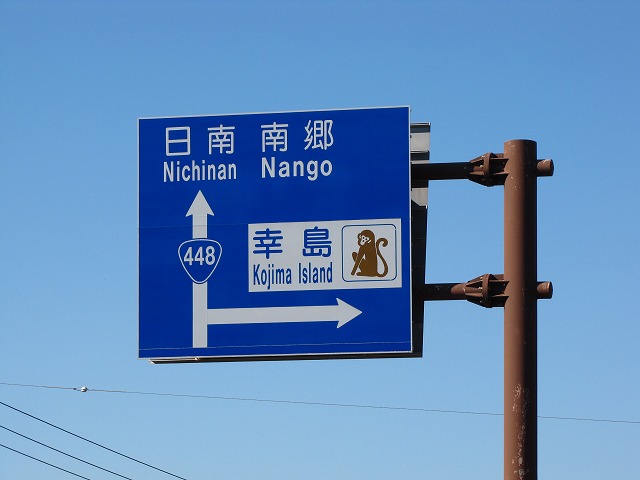 日南 南郷
Nichinan Nango
448
幸島
Kojima Island